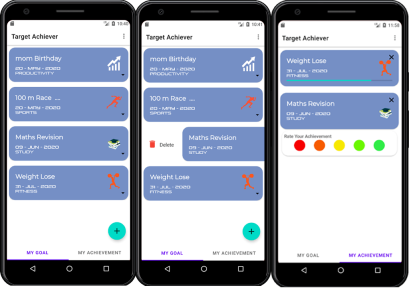 10:40
Target Achiever
mom Birthday
20 - MAY - 2020
PRODUCTIVITY
100 m Race ....
20 - MAY - 2020
SPORTS
Maths Revision
09 - JUN - 2020
STUDY
Weight Lose
31 - JUL - 2020
FITNESS
+
MY GOAL MY ACHIEVEMENT
10:41
Target Achiever
mom Birthday
20 - MAY - 2020
PRODUCTIVITY
100 m Race ....
20 - MAY - 2020
SPORTS
Delete
Maths Revision
09 - JUN - 2020
STUDY
Weight Lose
31 - JUL - 2020
FITNESS
+
MY GOAL MY ACHIEVEMENT
Target Achiever
Weight Lose
31 - JUL - 2020
FITNESS
Maths Revision
09 - JUN - 2020
STUDY
Rate Your Achievement
MY GOAL MY ACHIEVEMENT